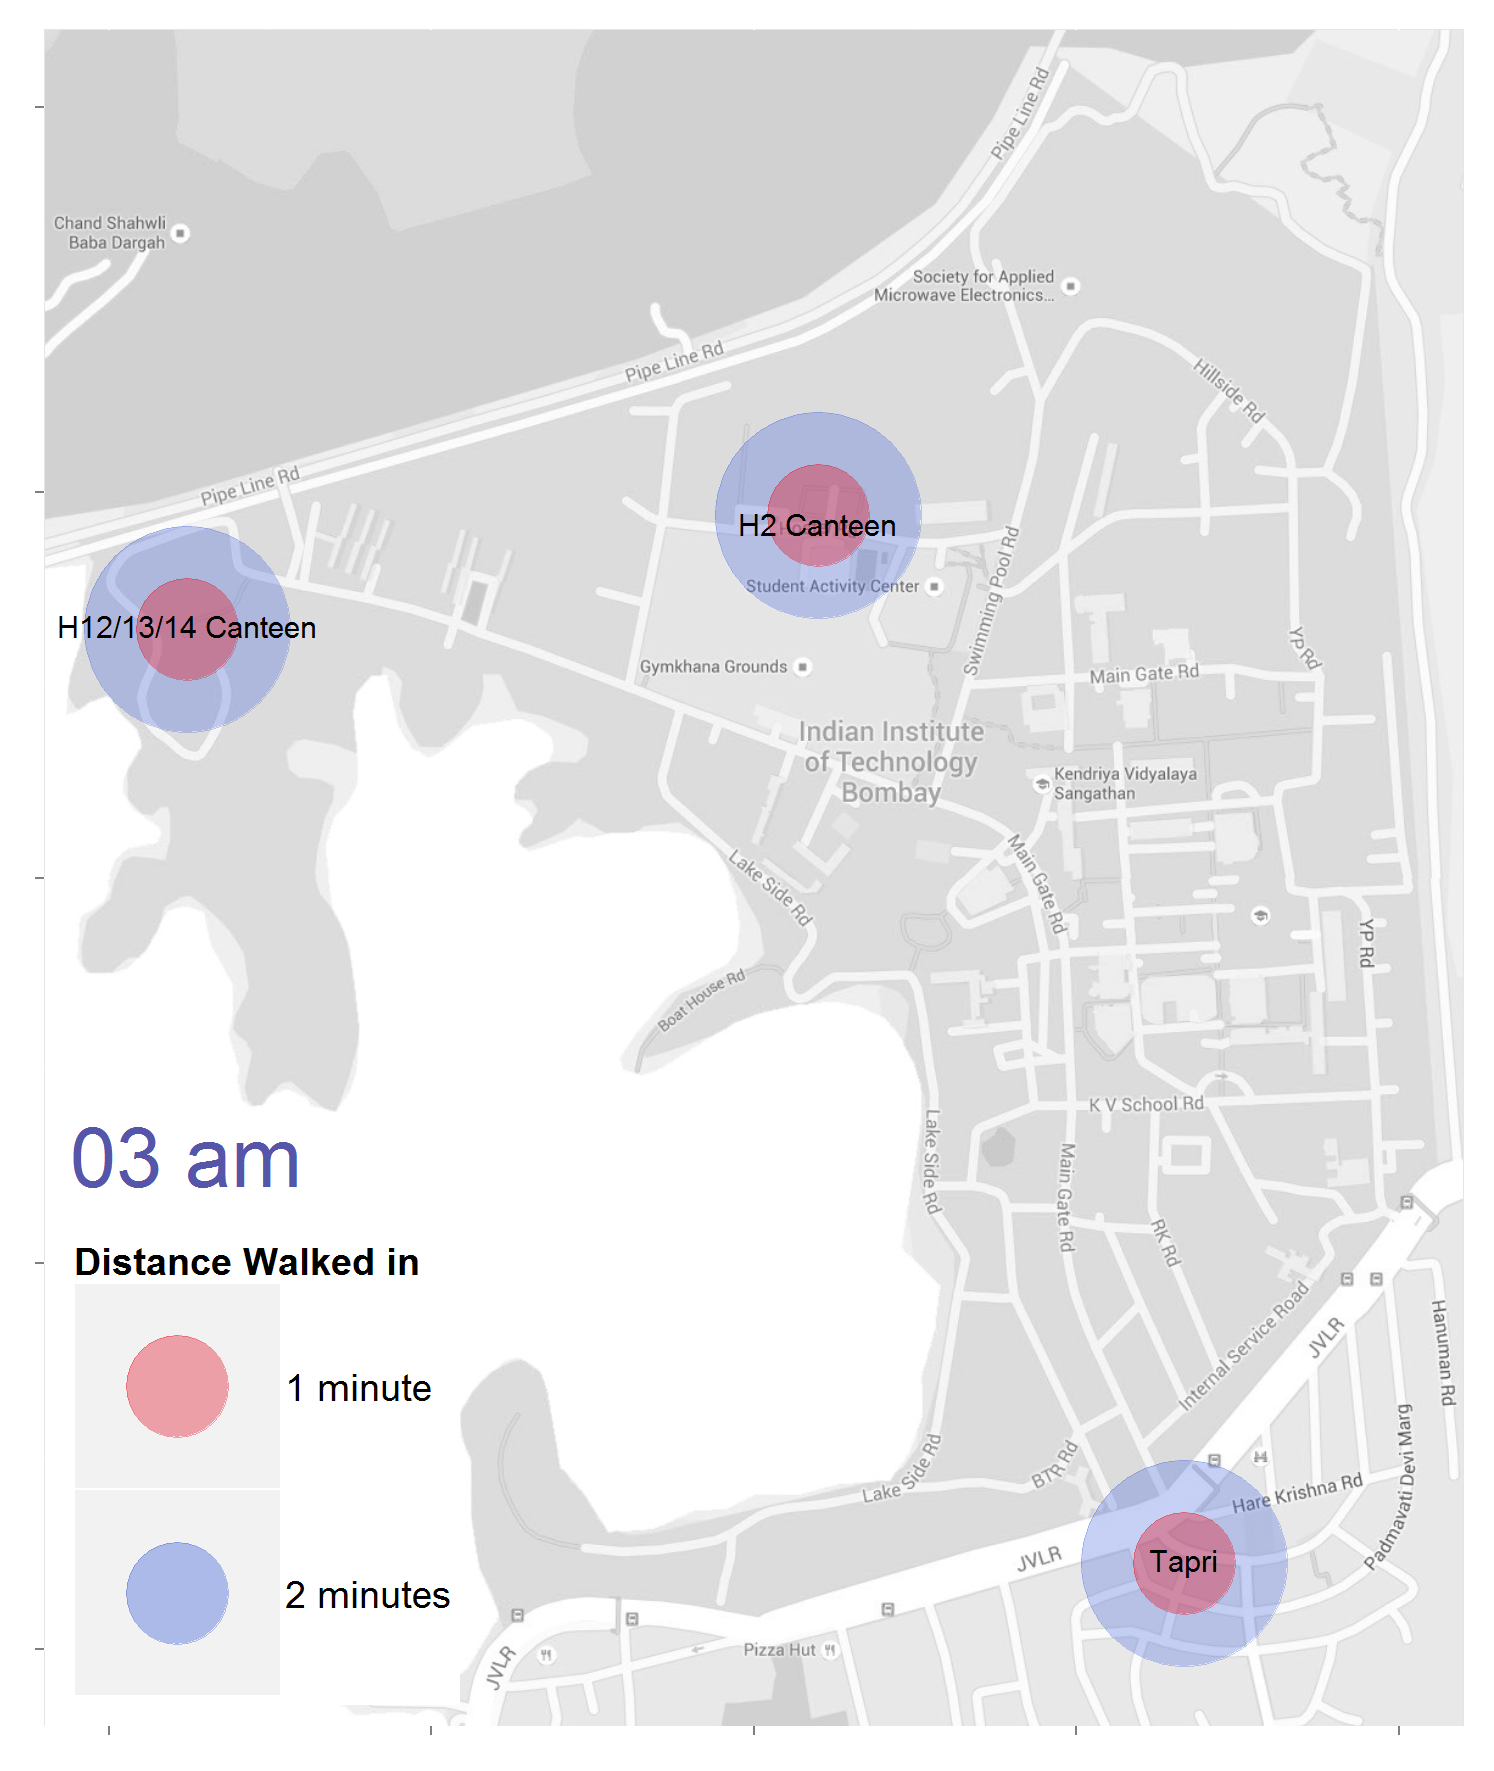 Pipe Line Rd
Chand Shahwli
Baba Dargah
Society for Applied
Microwave Electronics...
Pipe Line Rd
Hillside Rd
Pipe Line Rd
H2 Canteen
Swimming Pool Rd
Student Activity Center
H12/13/14 Canteen
YP Rd
Gymkhana Grounds
Main Gate Rd
Indian Institute
of Technology
Bombay
Kendriya Vidyalaya
Sangathan
Lake Side Rd
Main Gate Rd
YP Rd
Boat House Rd
K V School Rd
Lake Side Rd
Main Gate Rd
03 am
RK Rd
Distance Walked in
Internal Service Road
JVLR
Hanuman Rd
1 minute
Padmavati Devi Marg
Lake Side Rd
BTR Rd
Hare Krishna Rd
JVLR
Tapri
2 minutes
Pizza Hut
JVLR